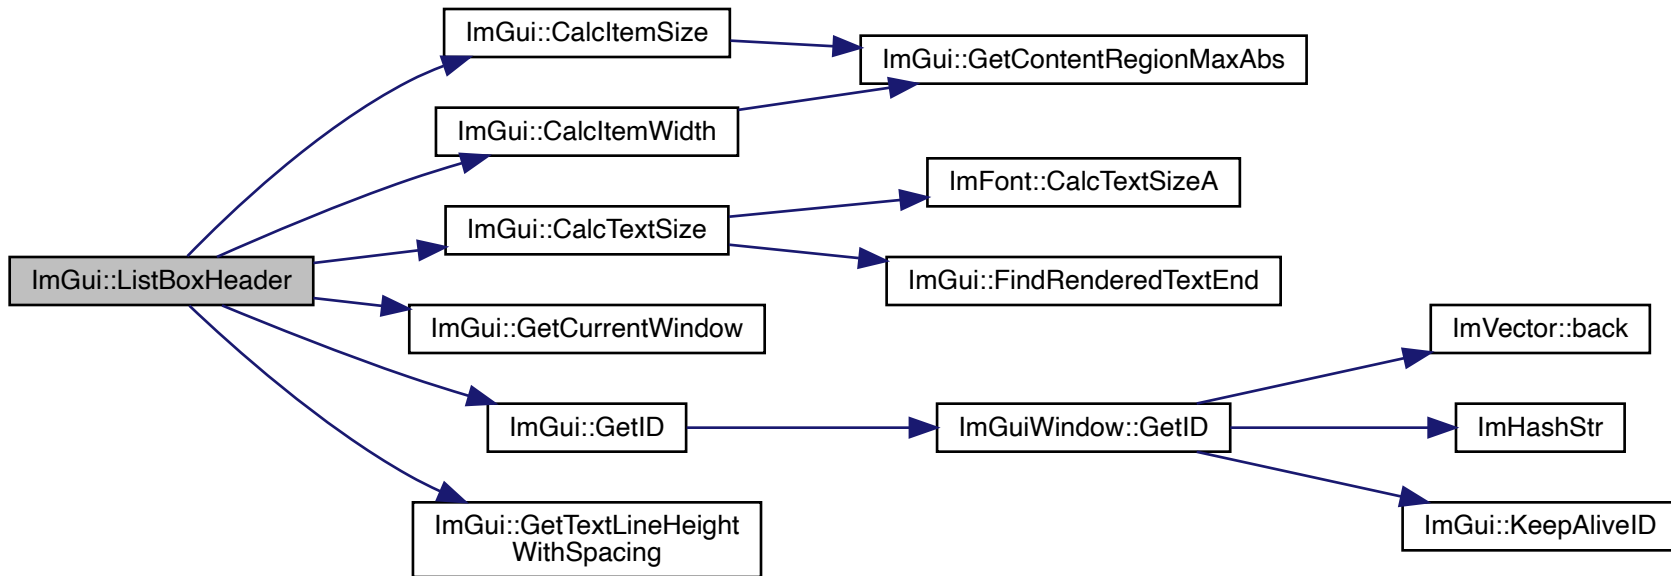 ImGui::ListBoxHeader
ImGui::CalcItemSize
ImGui::GetContentRegionMaxAbs
ImGui::CalcItemWidth
ImGui::CalcTextSize
ImFont::CalcTextSizeA
ImGui::FindRenderedTextEnd
ImGui::GetCurrentWindow
ImGui::GetID
ImGuiWindow::GetID
ImVector::back
ImHashStr
ImGui::KeepAliveID
ImGui::GetTextLineHeight
WithSpacing